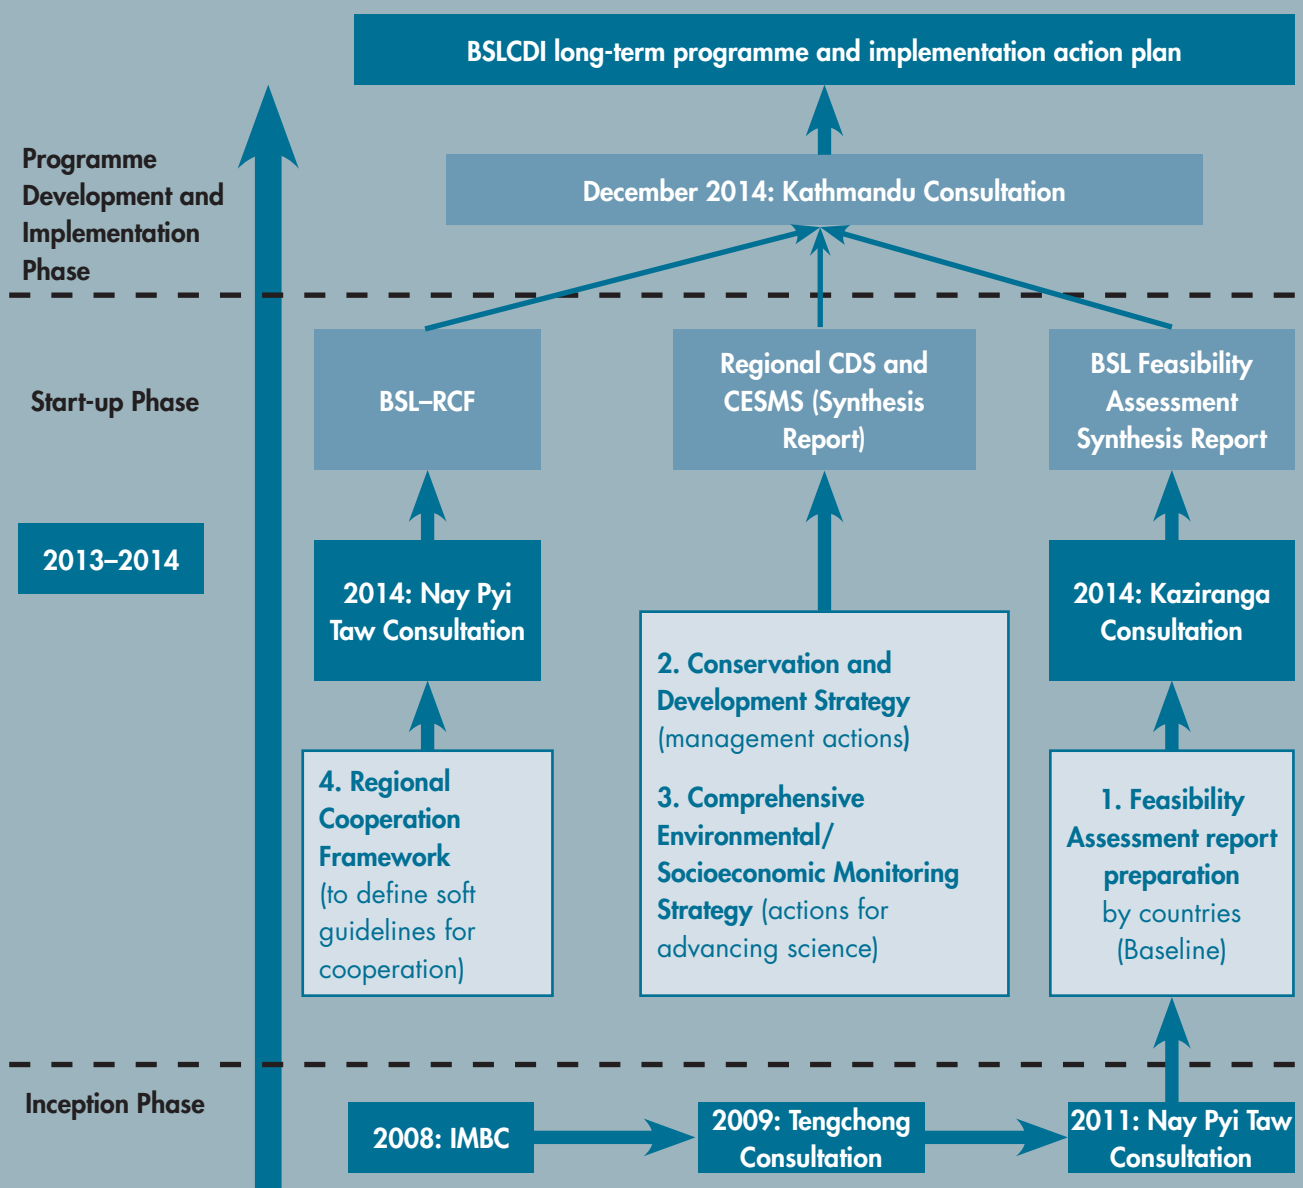 BSLCDI long-term programme and implementation action plan
Programme
Development and
Implementation
Phase
December 2014: Kathmandu Consultation
Start-up Phase
BSL–RCF
Regional CDS and
CESMS (Synthesis
Report)
BSL Feasibility
Assessment
Synthesis Report
2013–2014
2014: Nay Pyi
Taw Consultation
2014: Kaziranga
Consultation
4. Regional
Cooperation
Framework
(to define soft
guidelines for
cooperation)
2. Conservation and
Development Strategy
(management actions)
3. Comprehensive
Environmental/
Socioeconomic Monitoring
Strategy (actions for
advancing science)
1. Feasibility
Assessment report
preparation
by countries
(Baseline)
Inception Phase
2008: IMBC
2009: Tengchong
Consultation
2011: Nay Pyi Taw
Consultation